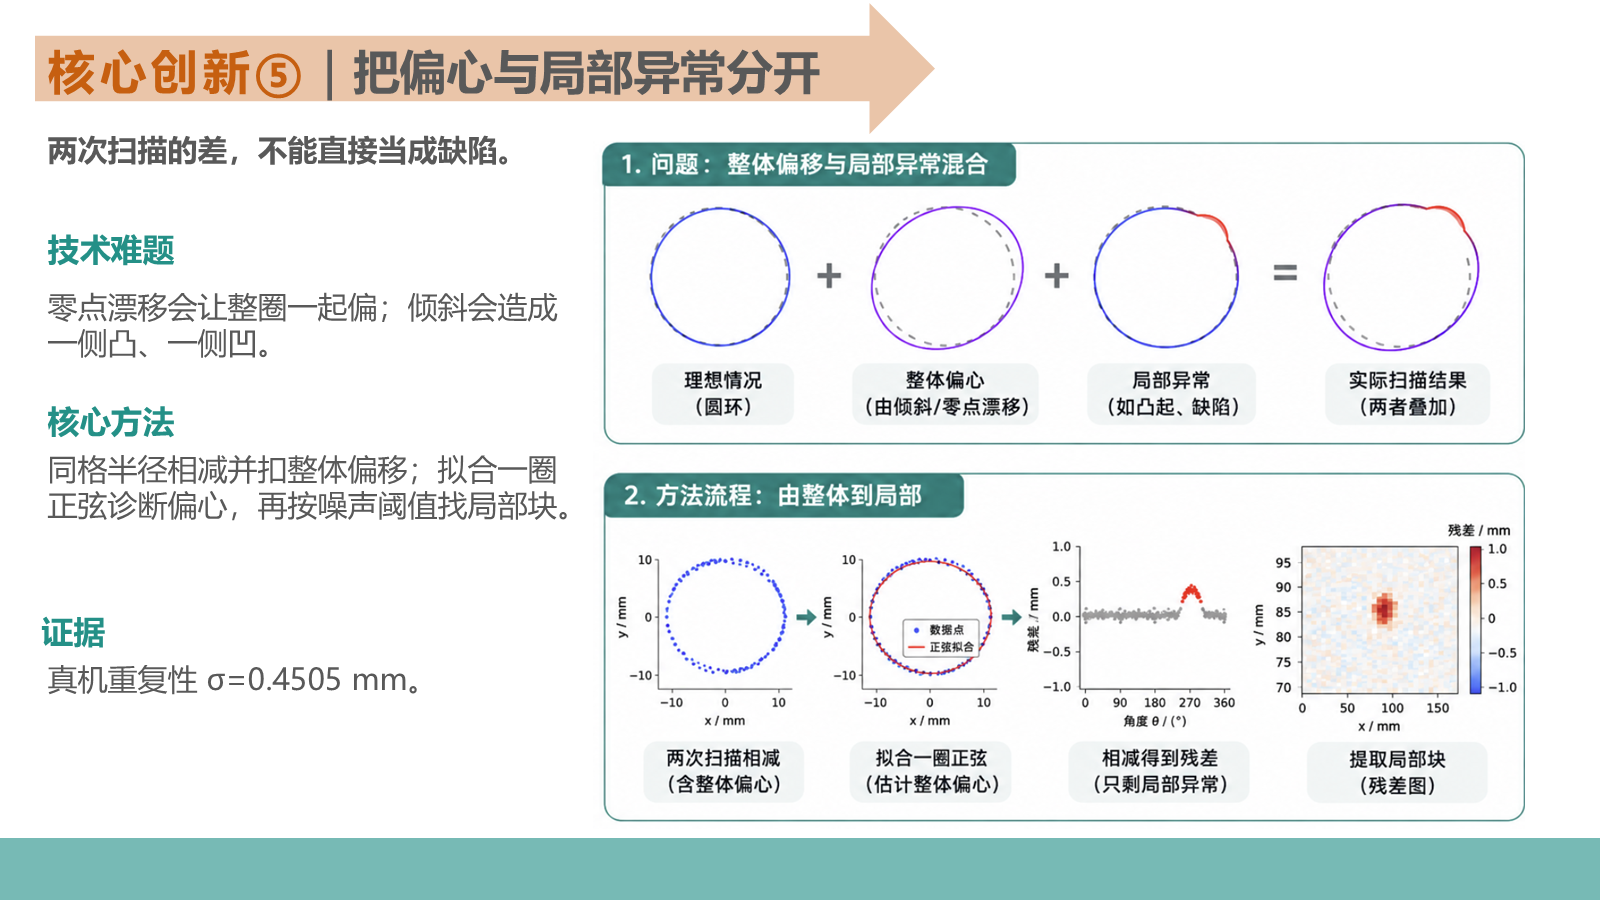 核心创新⑤｜把偏心与局部异常分开
两次扫描的差，不能直接当成缺陷。
技术难题
零点漂移会让整圈一起偏；倾斜会造成
一侧凸、一侧凹。
核心方法
同格半径相减并扣整体偏移；拟合一圈
正弦诊断偏心，再按噪声阈值找局部块。
证据
真机重复性 σ=0.4505 mm。
1. 问题：整体偏移与局部异常混合
+
+
=
理想情况
（圆环）
整体偏心
（由倾斜/零点漂移）
局部异常
（如凸起、缺陷）
实际扫描结果
（两者叠加）
2. 方法流程：由整体到局部
10
0
−10
y / mm
−10 0 10
x / mm
两次扫描相减
（含整体偏心）
10
0
−10
y / mm
数据点
正弦拟合
−10 0 10
x / mm
拟合一圈正弦
（估计整体偏心）
1.0
0.5
0.0
−0.5
−1.0
残差 / mm
0 90 180 270 360
角度 θ / (°)
相减得到残差
（只剩局部异常）
残差 / mm
95
90
85
80
75
70
y / mm
0 50 100 150
x / mm
1.0
0.5
0
−0.5
−1.0
提取局部块
（残差图）